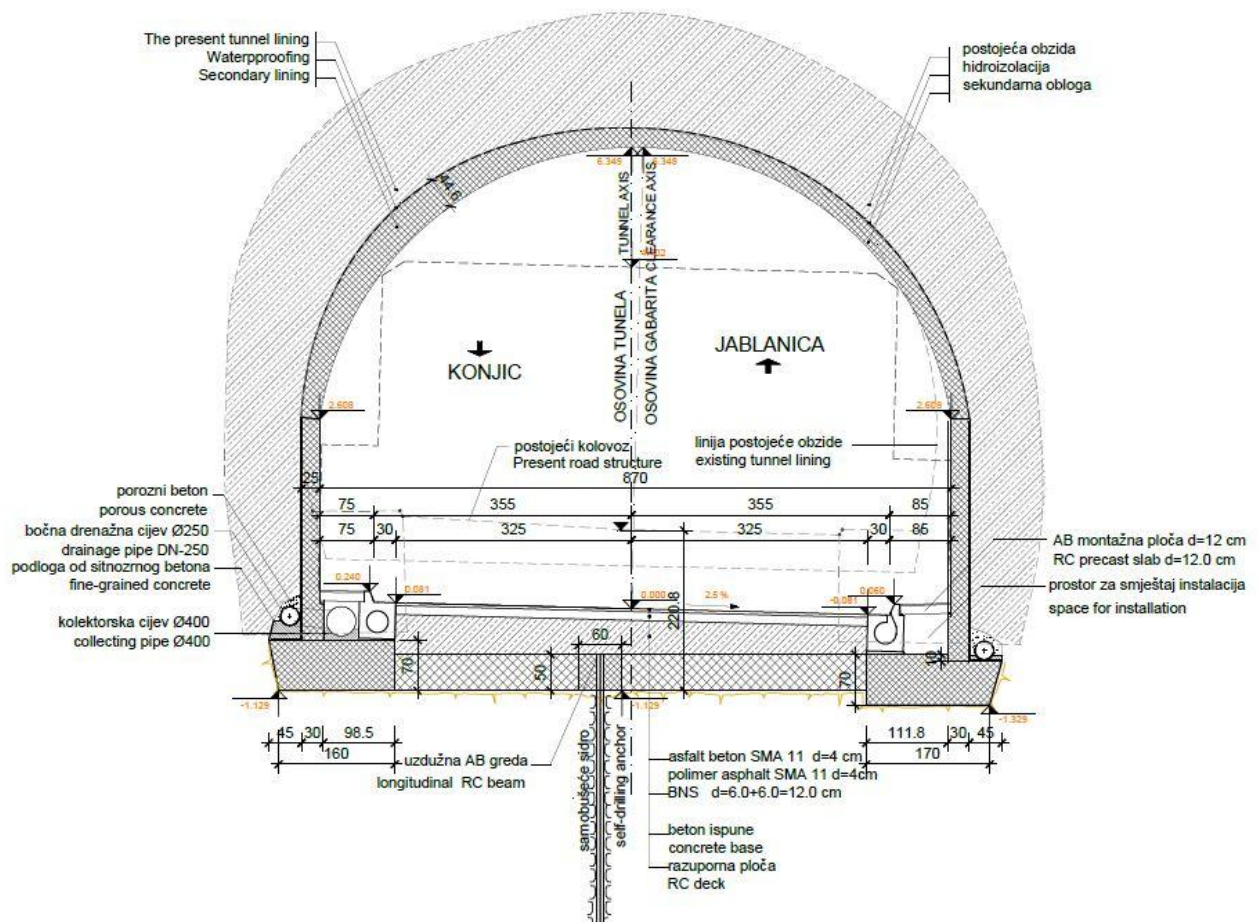 The present tunnel lining
Waterpproofing
Secondary lining
postojeća obzida
hidroizolacija
sekundarna obloga
6.348
6.348
44.6
TUNNEL AXIS
OSOVINA TUNELA
OSOVINA GABARITA CLEARANCE AXIS
KONJIC
JABLANICA
2.608
2.608
postojeći kolovoz
Present road structure
linija postojeće obzide
existing tunnel lining
25
870
75
355
355
85
75
30
325
325
30
86
porozni beton
porous concrete
bočna drenažna cijev Ø250
drainage pipe DN-250
podloga od sitnozrnog betona
fine-grained concrete
kolektorska cijev Ø400
collecting pipe Ø400
AB montažna ploča d=12 cm
RC precast slab d=12.0 cm
prostor za smještaj instalacija
space for installation
0.240
0.081
0.000
2.5 %
220.8
-0.081
0.060
60
70
50
70
10
-1.129
-1.129
-1.329
45
30
98.5
160
111.8
30
45
170
uzdužna AB greda
longitudinal RC beam
samobušeće sidro
self-drilling anchor
asfalt beton SMA 11 d=4 cm
polimer asphalt SMA 11 d=4cm
BNS d=6.0+6.0=12.0 cm
beton ispune
concrete base
razuporna ploča
RC deck